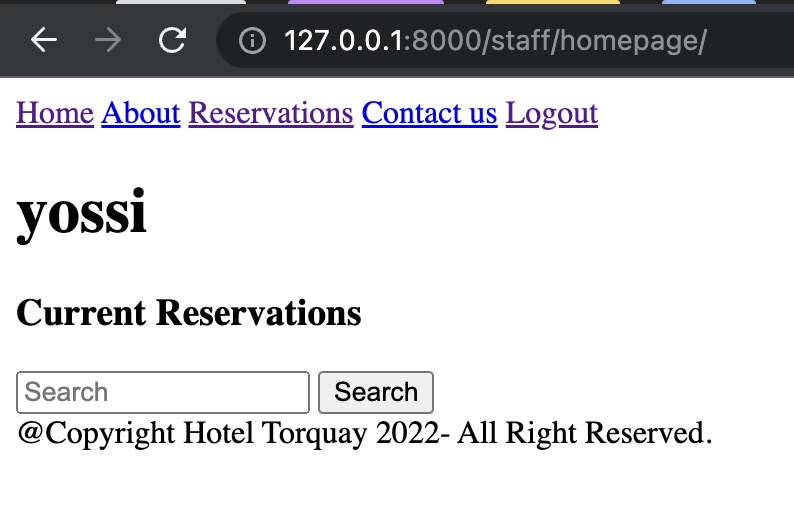 127.0.0.1:8000/staff/homepage/
Home About Reservations Contact us Logout
yossi
Current Reservations
Search Search
@Copyright Hotel Torquay 2022- All Right Reserved.